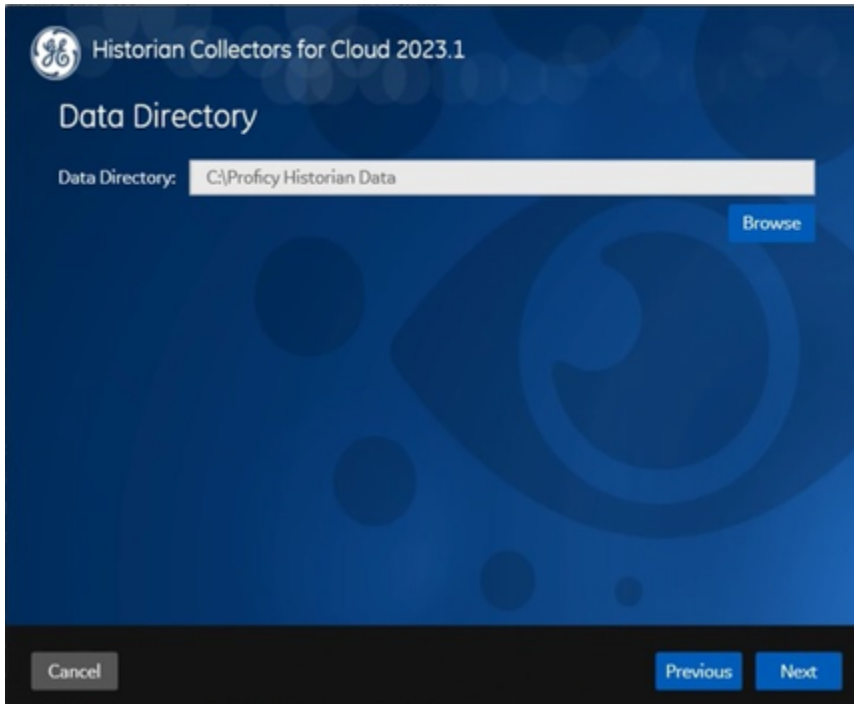 Historian Collectors for Cloud 2023.1
Data Directory
Data Directory: C:\Proficy Historian Data
Browse
Cancel Previous Next